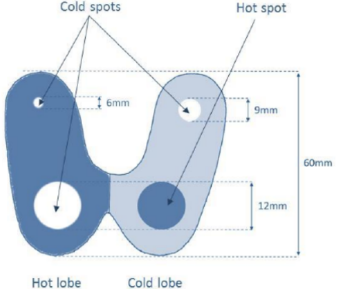 Cold spots
Hot spot
6mm
9mm
60mm
12mm
Hot lobe
Cold lobe